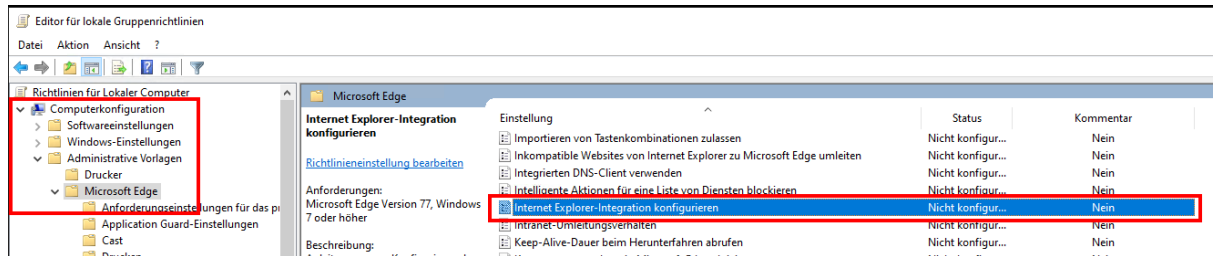 Editor für lokale Gruppenrichtlinien
Datei Aktion Ansicht ?
Richtlinien für Lokaler Computer
Computerkonfiguration
Softwareeinstellungen
Windows-Einstellungen
Administrative Vorlagen
Drucker
Microsoft Edge
Anforderungseinstellungen für das
Application Guard-Einstellungen
Cast
Drucken
Microsoft Edge
Internet Explorer-Integration
konfigurieren
Richtlinieneinstellung bearbeiten
Anforderungen:
Microsoft Edge Version 77, Windows
7 oder höher
Beschreibung:
Einstellung Status Kommentar
Importieren von Tastenkombinationen zulassen Nicht konfigur... Nein
Inkompatible Websites von Internet Explorer zu Microsoft Edge umleiten Nicht konfigur... Nein
Integrierten DNS-Client verwenden Nicht konfigur... Nein
Intelligente Aktionen für eine Liste von Diensten blockieren Nicht konfigur... Nein
Internet Explorer-Integration konfigurieren Nicht konfigur... Nein
Intranet-Umleitungsverhalten Nicht konfigur... Nein
Keep-Alive-Dauer beim Herunterfahren abrufen Nicht konfigur... Nein